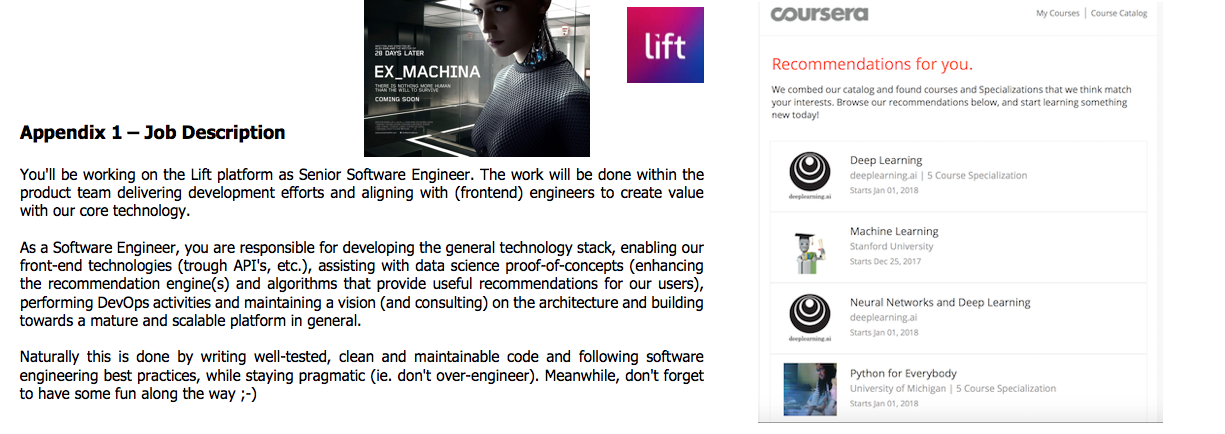 WRITTEN AND DIRECTED BY
28 DAYS LATER
EX_MACHINA
THERE IS NOTHING MORE HUMAN
THAN THE WILL TO SURVIVE
COMING SOON
lift
Appendix 1 – Job Description
You'll be working on the Lift platform as Senior Software Engineer. The work will be done within the
product team delivering development efforts and aligning with (frontend) engineers to create value
with our core technology.
As a Software Engineer, you are responsible for developing the general technology stack, enabling our
front-end technologies (trough API's, etc.), assisting with data science proof-of-concepts (enhancing
the recommendation engine(s) and algorithms that provide useful recommendations for our users),
performing DevOps activities and maintaining a vision (and consulting) on the architecture and building
towards a mature and scalable platform in general.
Naturally this is done by writing well-tested, clean and maintainable code and following software
engineering best practices, while staying pragmatic (ie. don't over-engineer). Meanwhile, don't forget
to have some fun along the way ;-)
coursera
My Courses | Course Catalog
Recommendations for you.
We combed our catalog and found courses and Specializations that we think match
your interests. Browse our recommendations below, and start learning something
new today!
Deep Learning
deeplearning.ai | 5 Course Specialization
Starts Jan 01, 2018
deeplearning.ai
Machine Learning
Stanford University
Starts Dec 25, 2017
Neural Networks and Deep Learning
deeplearning.ai
Starts Jan 01, 2018
deeplearning.ai
Python for Everybody
University of Michigan | 5 Course Specialization
Starts Jan 01, 2018